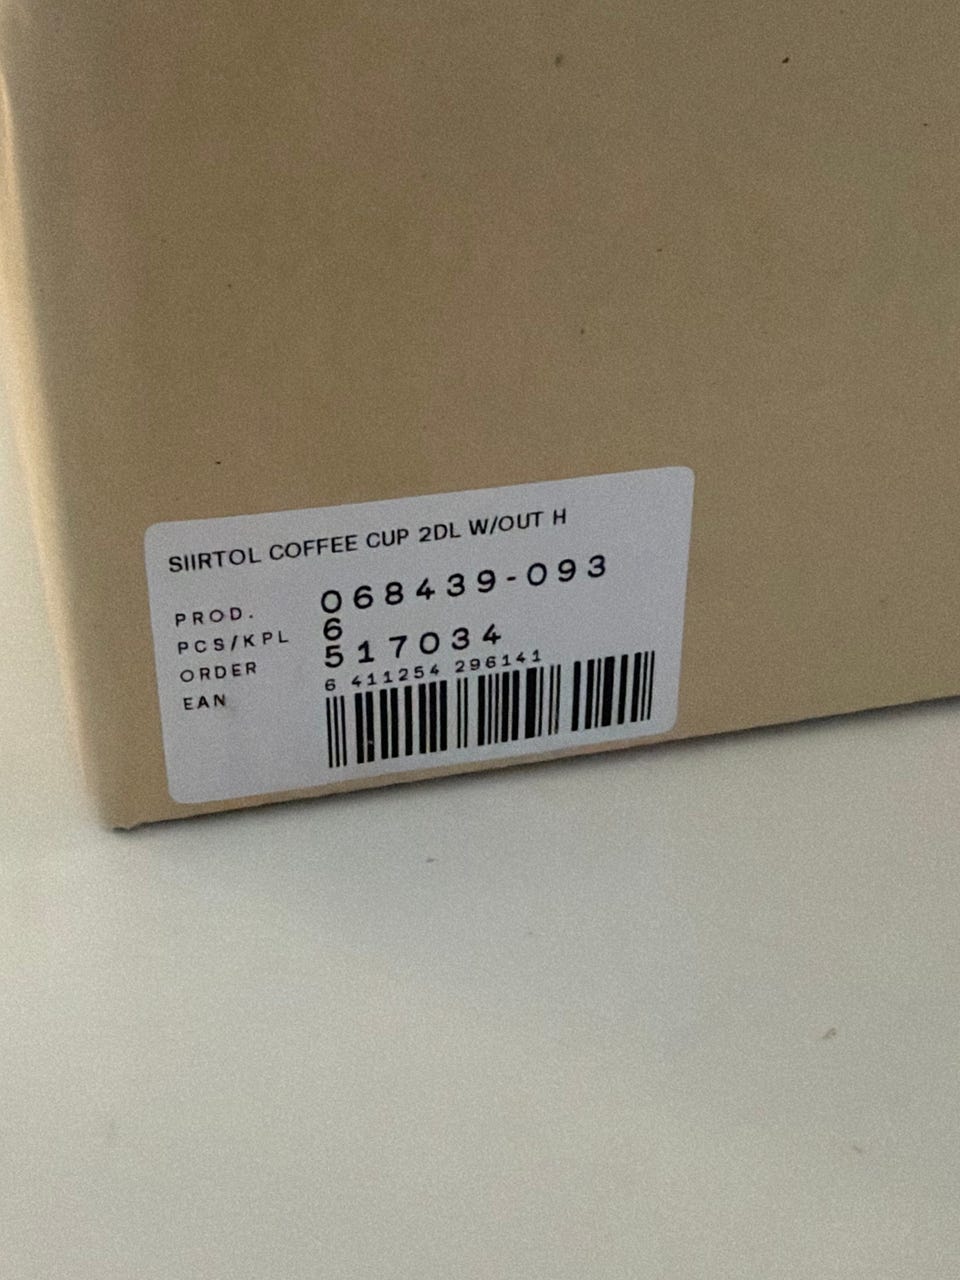 SIIRTOL COFFEE CUP 2DL W/OUT H
PROD. 068439-093
PCS/KPL 6
ORDER 517034
EAN 6 411254 296141